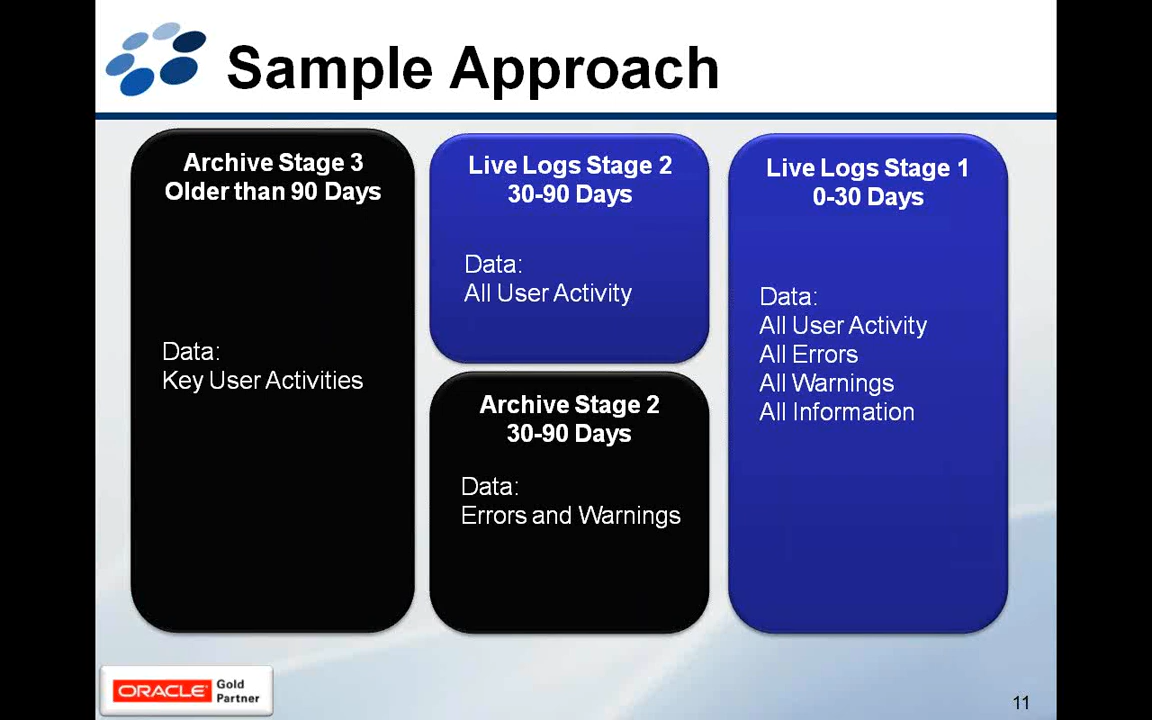 Sample Approach
Archive Stage 3
Older than 90 Days
Data:
Key User Activities
Live Logs Stage 2
30-90 Days
Data:
All User Activity
Archive Stage 2
30-90 Days
Data:
Errors and Warnings
Live Logs Stage 1
0-30 Days
Data:
All User Activity
All Errors
All Warnings
All Information
ORACLE Gold
Partner
11